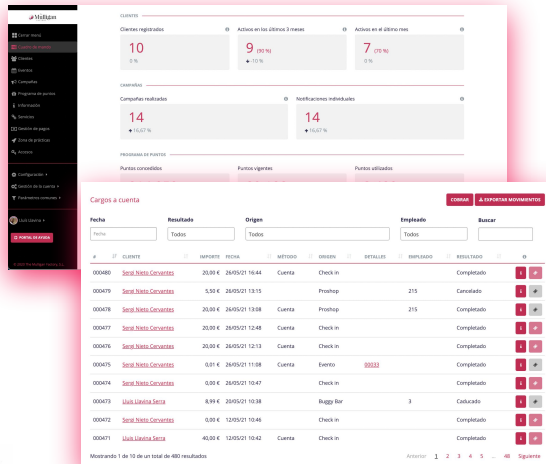 Mulligan
Cerrar menú
Clientes
Eventos
Campañas
Programa de puntos
Información
Servicios
Gestión de pagos
Zona de prácticas
Accesos
Configuración
Gestión de la cuenta
Parámetros comunes
Lluís Llavina
PORTAL DE AYUDA
CLIENTES
Clientes registrados Activos en los últimos 3 meses Activos en el último mes
10 9 (90 %) 7 (70 %)
0 % -10 % 0 %
CAMPAÑAS
Campañas realizadas Notificaciones individuales
14 14
+16,67 % +16,67 %
PROGRAMA DE PUNTOS
Puntos concedidos Puntos vigentes Puntos utilizados
Cargos a cuenta COBRAR EXPORTAR MOVIMIENTOS
Fecha Resultado Origen Empleado Buscar
Fecha Todos Todos Todos
# CLIENTE IMPORTE FECHA MÉTODO ORIGEN DETALLES EMPLEADO RESULTADO
000480 Sergi Nieto Cervantes 20,00 € 26/05/21 16:44 Cuenta Check in Completado
000479 Sergi Nieto Cervantes 5,50 € 26/05/21 13:15 Proshop 215 Cancelado
000478 Sergi Nieto Cervantes 20,00 € 26/05/21 13:08 Cuenta Proshop 215 Completado
000477 Sergi Nieto Cervantes 20,00 € 26/05/21 12:48 Cuenta Check in Completado
000476 Sergi Nieto Cervantes 20,00 € 26/05/21 12:13 Cuenta Check in Completado
000475 Sergi Nieto Cervantes 0,01 € 26/05/21 11:08 Cuenta Evento 00033 Completado
000474 Sergi Nieto Cervantes 0,00 € 26/05/21 10:47 Check in Completado
000473 Lluís Llavina Serra 8,99 € 20/05/21 10:38 Buggy Bar 3 Caducado
000472 Sergi Nieto Cervantes 0,00 € 12/05/21 10:46 Check in Completado
000471 Lluís Llavina Serra 40,00 € 12/05/21 10:42 Cuenta Check in Completado
Mostrando 1 de 10 de un total de 480 resultados Anterior 1 2 3 4 5 ... 48 Siguiente